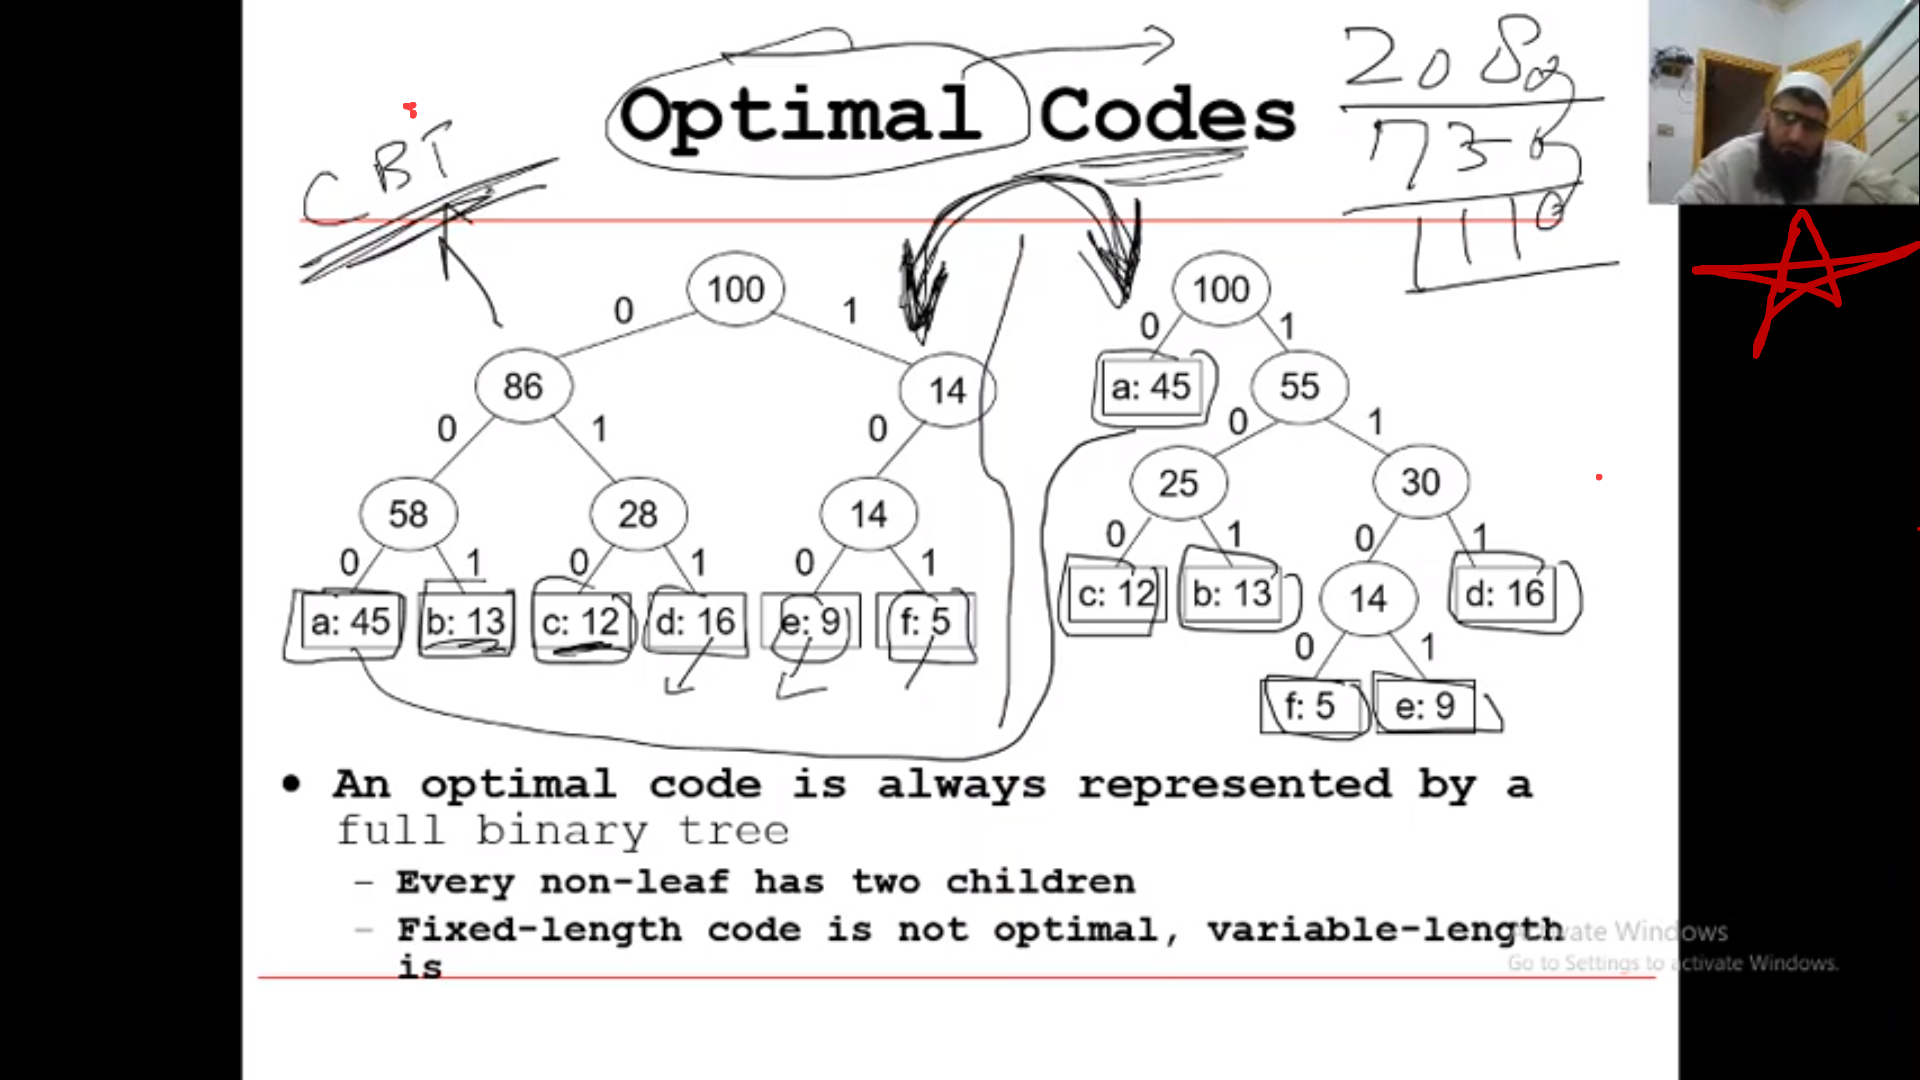 Optimal Codes
208
73
111
CBT
100 100
0 1 0 1
86 14 a: 45 55
0 1 0 0 1
58 28 14 25 30
0 1 0 1 0 1 0 1 0 1
a: 45 b: 13 c: 12 d: 16 e: 9 f: 5 c: 12 b: 13 14 d: 16
0 1
f: 5 e: 9
• An optimal code is always represented by a
full binary tree
– Every non-leaf has two children
– Fixed-length code is not optimal, variable-length
is
Activate Windows
Go to Settings to activate Windows.